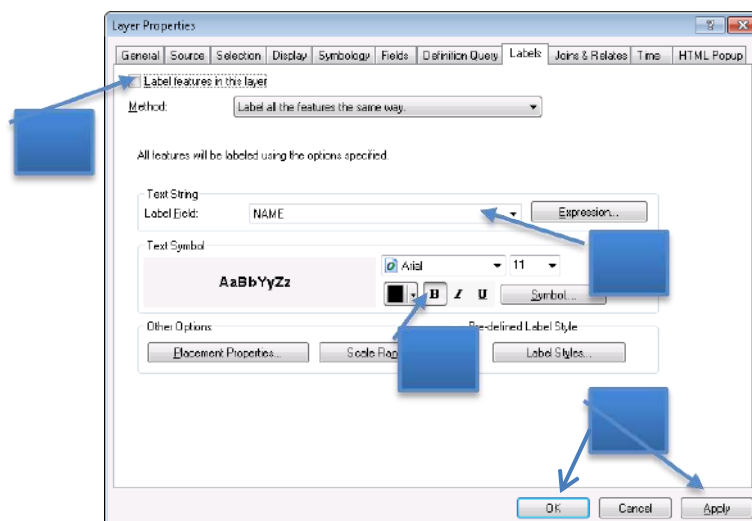 Layer Properties
General Source Selection Display Symbology Fields Definition Query Labels Joins & Relates Time HTML Popup
Label features in this layer
Method: Label all the features the same way.
All features will be labeled using the options specified.
Text String
Label Field: NAME Expression...
Text Symbol
AaBbYyZz
Arial 11
B I U Symbol...
Other Options
Pre-defined Label Style
Placement Properties... Scale Label Styles...
OK Cancel Apply